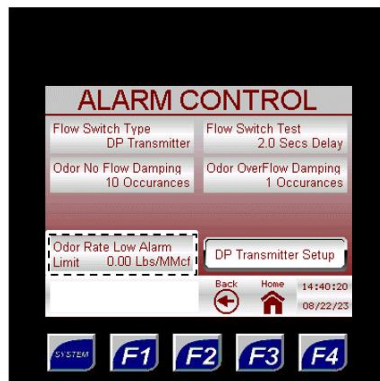 ALARM CONTROL
Flow Switch Type
DP Transmitter
Flow Switch Test
2.0 Secs Delay
Odor No Flow Damping
10 Occurances
Odor OverFlow Damping
1 Occurances
Odor Rate Low Alarm
Limit 0.00 Lbs/MMcf
DP Transmitter Setup
Back
Home
14:40:20
08/22/23
SYSTEM
F1
F2
F3
F4